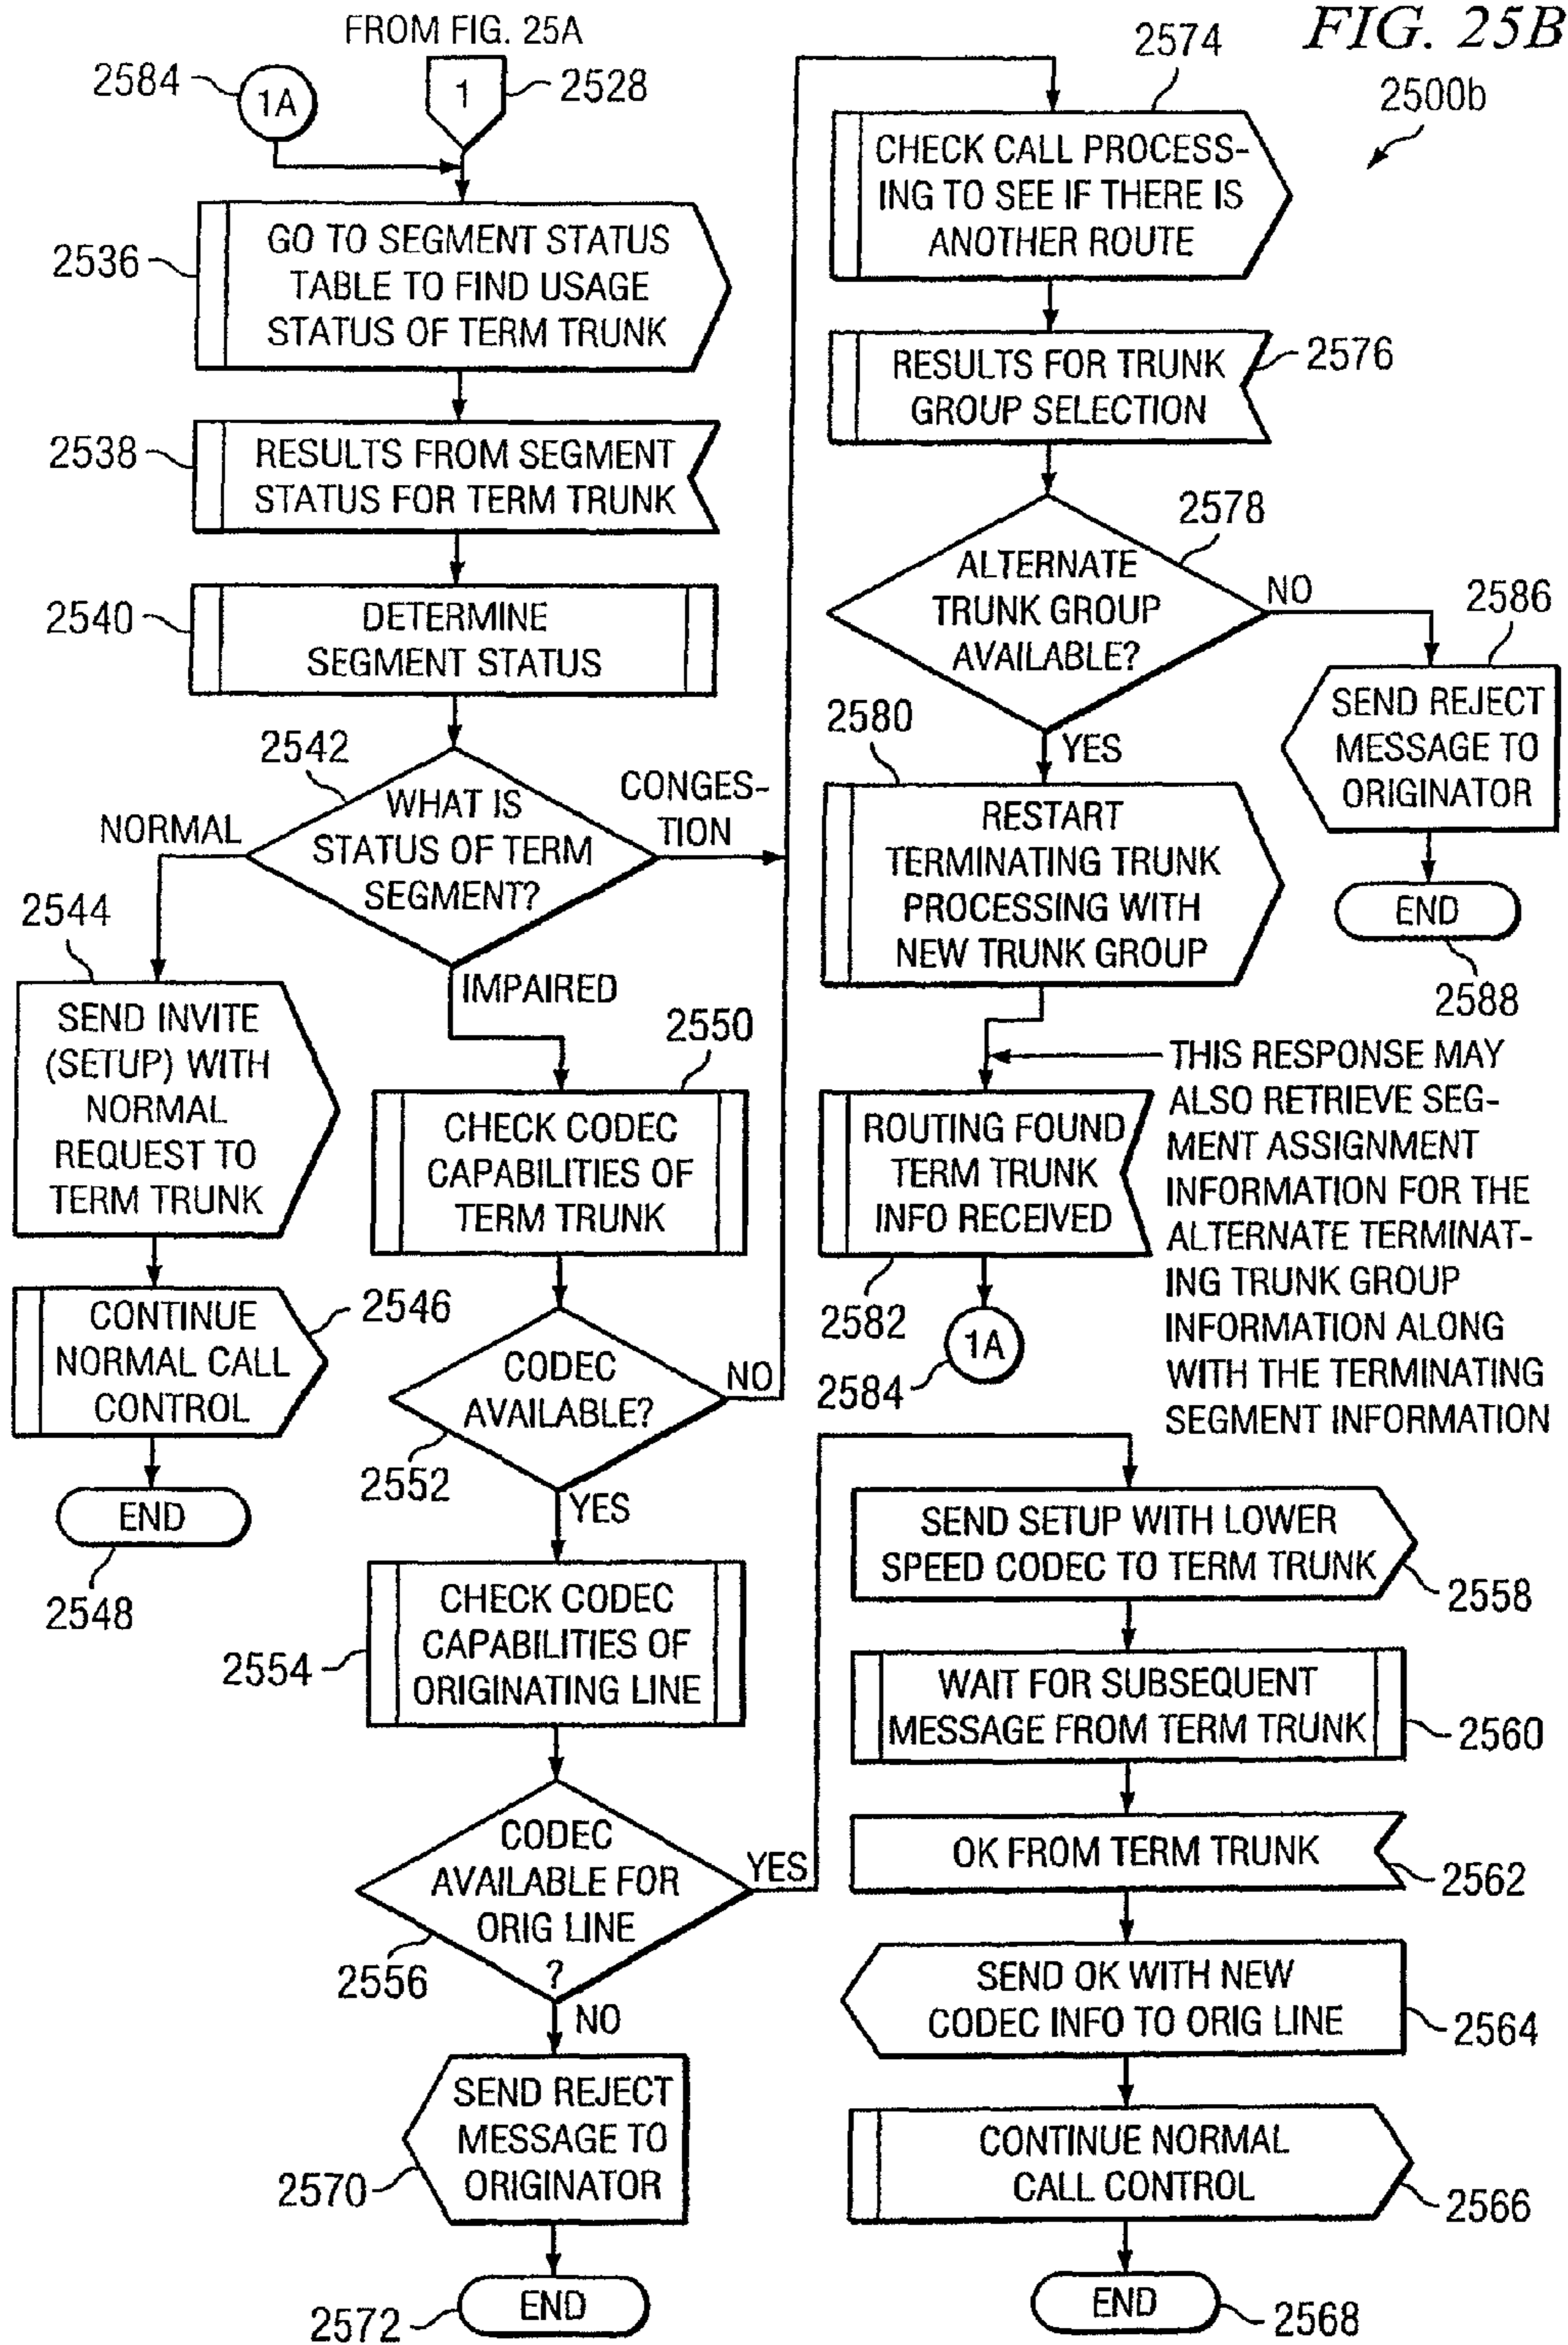 FIG. 25B
2500b
FROM FIG. 25A
2584
1A
1
2528
2536
GO TO SEGMENT STATUS
TABLE TO FIND USAGE
STATUS OF TERM TRUNK
2538
RESULTS FROM SEGMENT
STATUS FOR TERM TRUNK
2540
DETERMINE
SEGMENT STATUS
2542
WHAT IS
STATUS OF TERM
SEGMENT?
NORMAL
CONGES-
TION
IMPAIRED
2544
SEND INVITE
(SETUP) WITH
NORMAL
REQUEST TO
TERM TRUNK
CONTINUE
NORMAL CALL
CONTROL
2546
END
2548
2550
CHECK CODEC
CAPABILITIES OF
TERM TRUNK
CODEC
AVAILABLE?
NO
2552
YES
CHECK CODEC
CAPABILITIES OF
ORIGINATING LINE
2554
CODEC
AVAILABLE FOR
ORIG LINE
?
YES
2556
NO
SEND REJECT
MESSAGE TO
ORIGINATOR
2570
END
2572
2574
CHECK CALL PROCESS-
ING TO SEE IF THERE IS
ANOTHER ROUTE
RESULTS FOR TRUNK
GROUP SELECTION
2576
2578
ALTERNATE
TRUNK GROUP
AVAILABLE?
NO
2586
SEND REJECT
MESSAGE TO
ORIGINATOR
END
2588
YES
2580
RESTART
TERMINATING TRUNK
PROCESSING WITH
NEW TRUNK GROUP
THIS RESPONSE MAY
ALSO RETRIEVE SEG-
MENT ASSIGNMENT
INFORMATION FOR THE
ALTERNATE TERMINAT-
ING TRUNK GROUP
INFORMATION ALONG
WITH THE TERMINATING
SEGMENT INFORMATION
ROUTING FOUND
TERM TRUNK
INFO RECEIVED
2582
1A
2584
SEND SETUP WITH LOWER
SPEED CODEC TO TERM TRUNK
2558
WAIT FOR SUBSEQUENT
MESSAGE FROM TERM TRUNK
2560
OK FROM TERM TRUNK
2562
SEND OK WITH NEW
CODEC INFO TO ORIG LINE
2564
CONTINUE NORMAL
CALL CONTROL
2566
END
2568